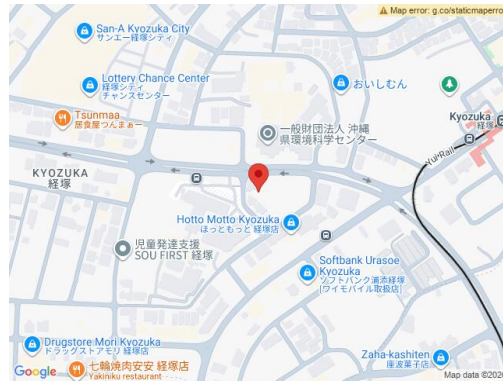 Map error: g.co/staticmaperro
San-A Kyozuka City
サンエー経塚シティ
Lottery Chance Center
経塚シティ
チャンスセンター
おいしむん
Tsunmaa
居食屋つんまぁー
一般財団法人 沖縄
県環境科学センター
Kyozuka
経塚
Yui Rail
KYOZUKA
経塚
Hotto Motto Kyozuka
ほっともっと 経塚店
児童発達支援
SOU FIRST 経塚
Softbank Urasoe
Kyozuka
ソフトバンク浦添経塚
(ワイモバイル取扱店)
Drugstore Mori Kyozuka
ドラッグストアモリ 経塚店
七輪焼肉安安 経塚店
Yakiniku restaurant
Zaha-kashiten
座波菓子店
Google
Map data ©202